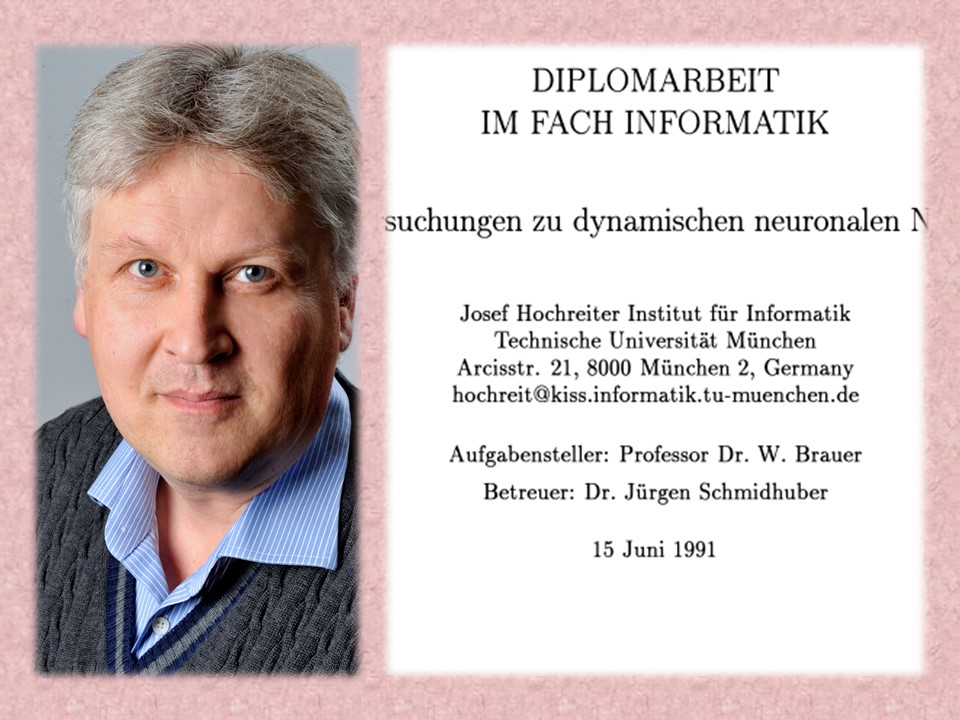 DIPLOMARBEIT
IM FACH INFORMATIK
suchungen zu dynamischen neuronalen N
Josef Hochreiter Institut für Informatik
Technische Universität München
Arcisstr. 21, 8000 München 2, Germany
hochreit@kiss.informatik.tu-muenchen.de
Aufgabensteller: Professor Dr. W. Brauer
Betreuer: Dr. Jürgen Schmidhuber
15 Juni 1991